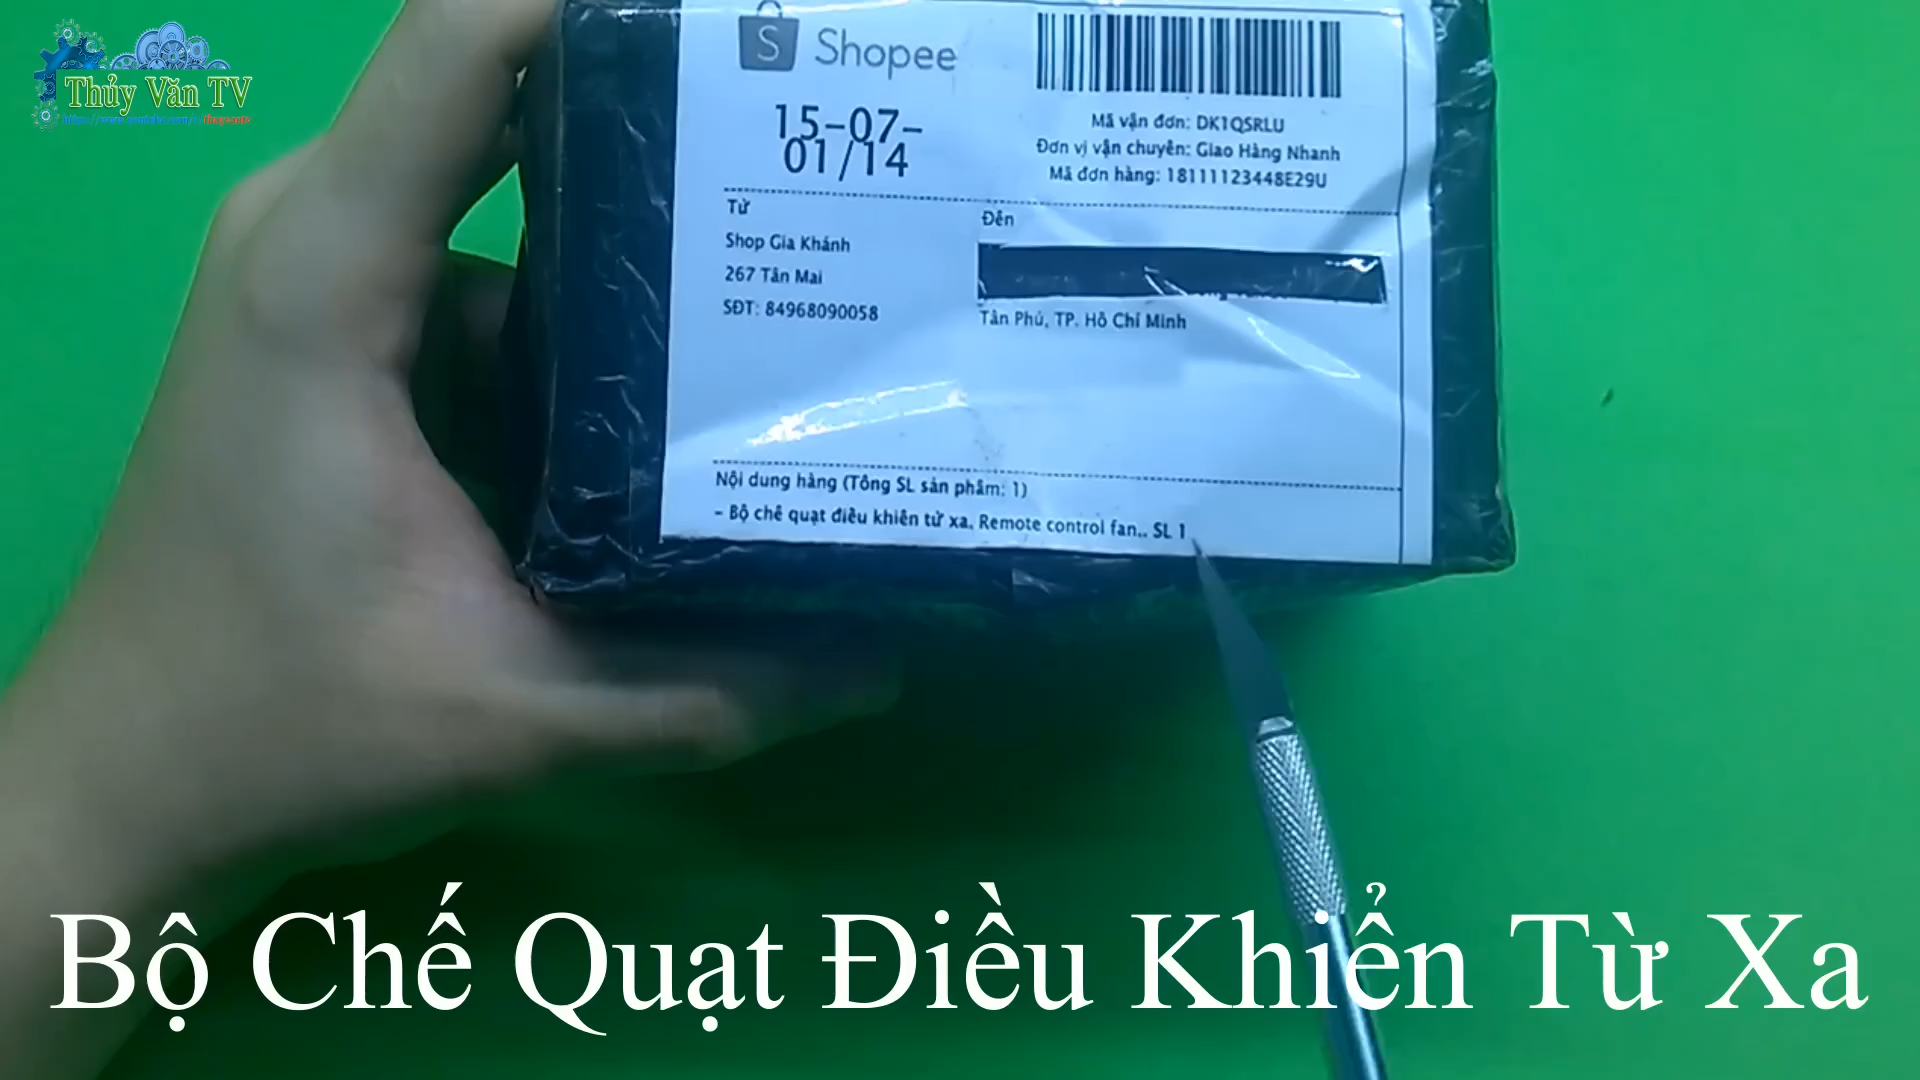 Thủy Văn TV
Shopee
15-07-
01/14
Mã vận đơn: DK1QSRLU
Đơn vị vận chuyển: Giao Hàng Nhanh
Mã đơn hàng: 18111123448E29U
Từ
Shop Gia Khánh
267 Tân Mai
SĐT: 84968090058
Đến
Tân Phú, TP. Hồ Chí Minh
Nội dung hàng (Tổng SL sản phẩm: 1)
- Bộ chế quạt điều khiển từ xa, Remote control fan.. SL 1
Bộ Chế Quạt Điều Khiển Từ Xa